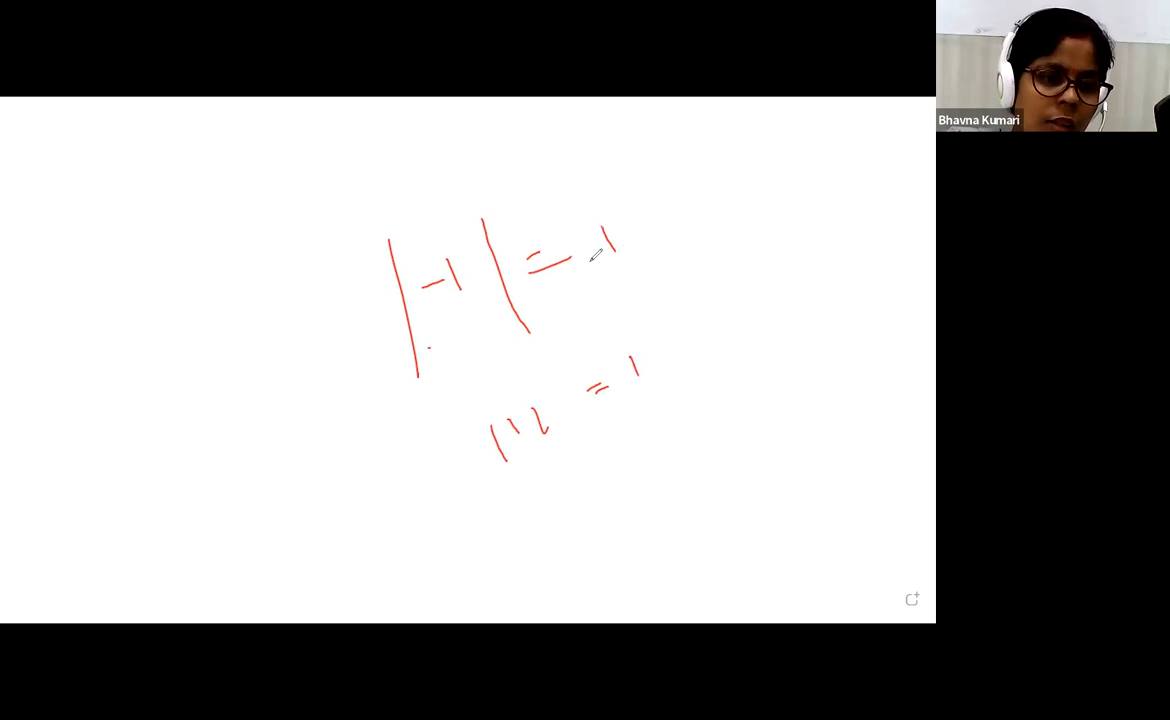 Bhavna Kumari
|-1| = 1
|1| = 1